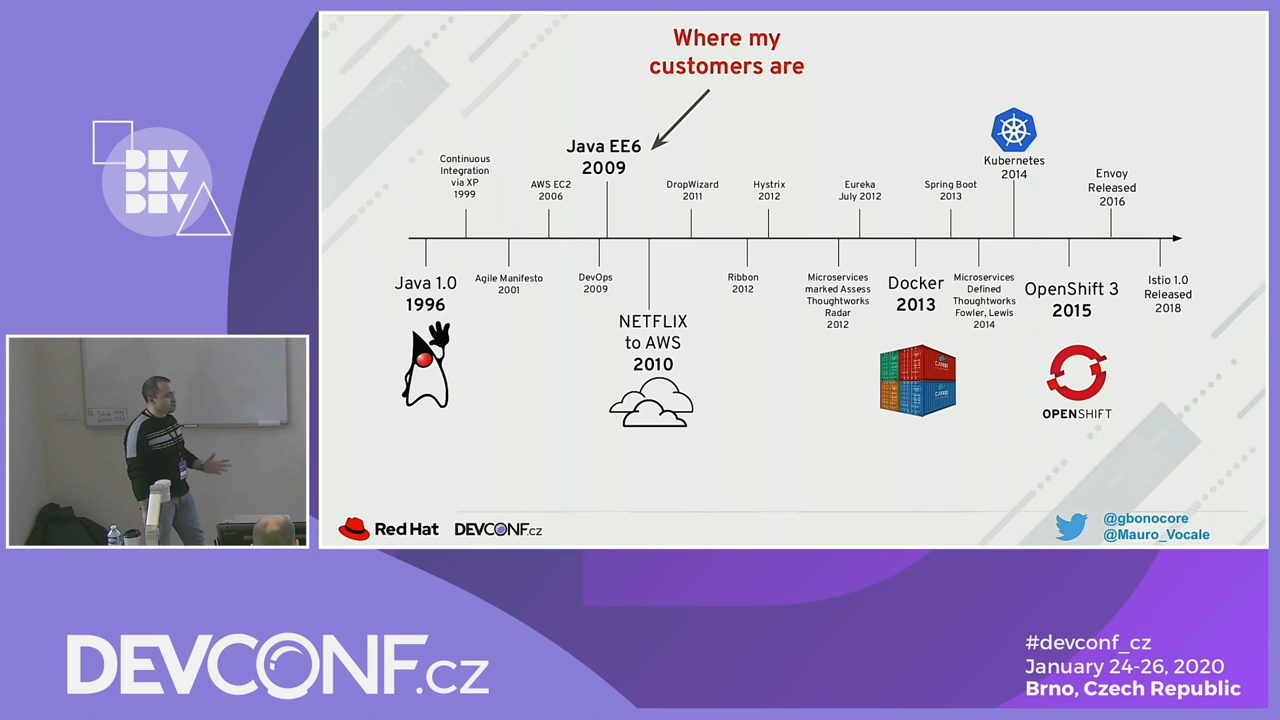 Where my
customers are
Continuous
Integration
via XP
1999
AWS EC2
2006
Java EE6
2009
DropWizard
2011
Hystrix
2012
Eureka
July 2012
Spring Boot
2013
Kubernetes
2014
Envoy
Released
2016
Java 1.0
1996
Agile Manifesto
2001
DevOps
2009
NETFLIX
to AWS
2010
Ribbon
2012
Microservices
marked Assess
Thoughtworks
Radar
2012
Docker
2013
Microservices
Defined
Thoughtworks
Fowler, Lewis
2014
OpenShift 3
2015
Istio 1.0
Released
2018
OPENSHIFT
Red Hat
DEVCONF.cz
@gbonocore
@Mauro_Vocale
DEV
DEV
DEV
DEVCONF.cz
#devconf_cz
January 24-26, 2020
Brno, Czech Republic